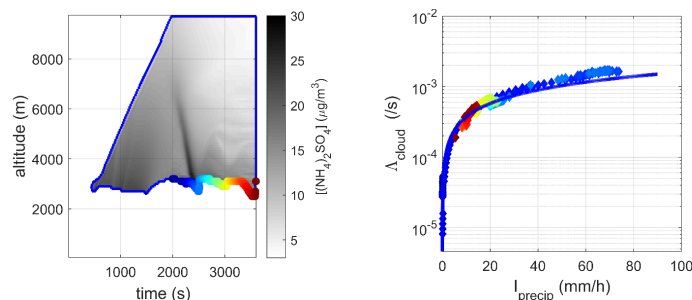 8000
6000
4000
2000
altitude (m)
1000 2000 3000
time (s)
30
25
20
15
10
5
[(NH4)2SO4] (μg/m³)
10⁻²
10⁻³
10⁻⁴
10⁻⁵
Λcloud (/s)
0 20 40 60 80 100
Iprecip (mm/h)